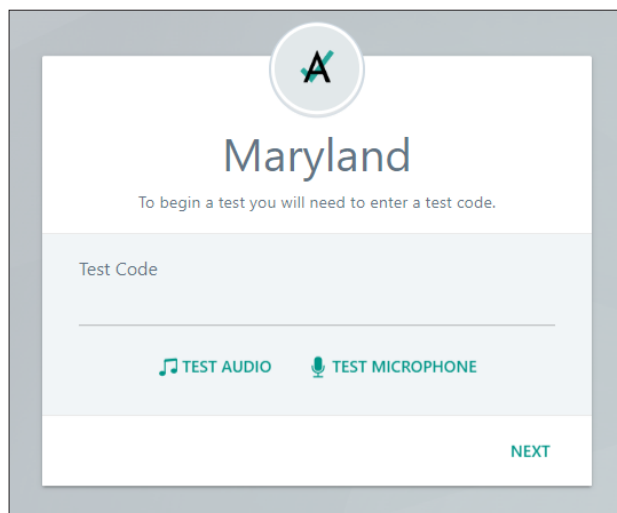 A
Maryland
To begin a test you will need to enter a test code.
Test Code
TEST AUDIO
TEST MICROPHONE
NEXT